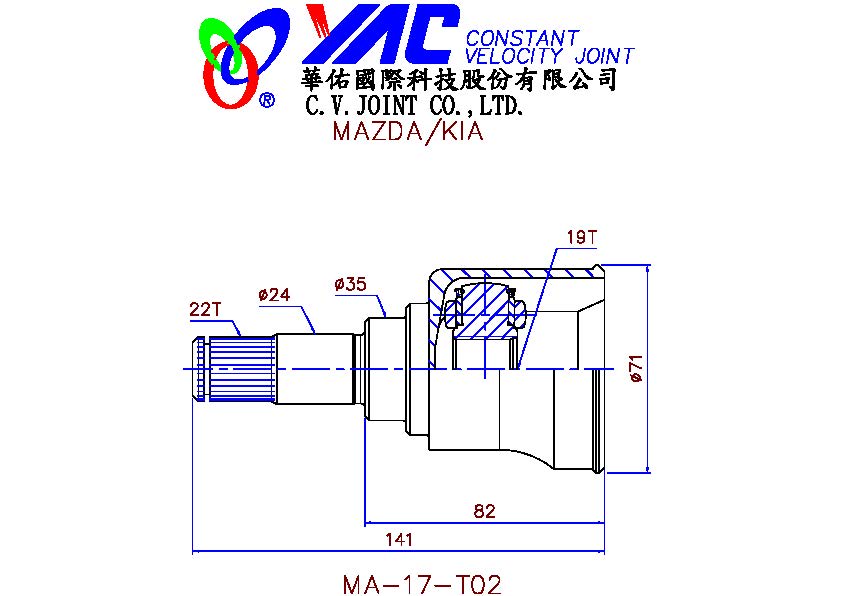 YAC CONSTANT
VELOCITY JOINT
華佑國際科技股份有限公司
®
C.V.JOINT CO.,LTD.
MAZDA/KIA
19T
ø35
ø24
22T
ø71
82
141
MA-17-T02